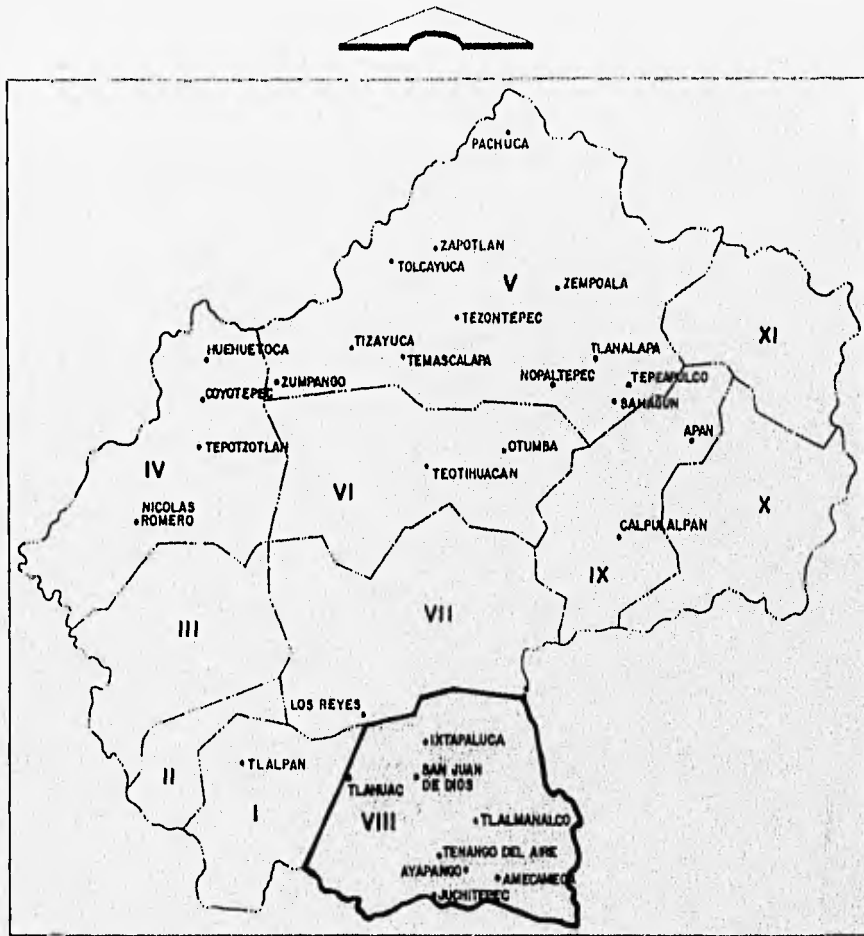 PACHUCA
ZAPOTLAN
TOLCAYUCA
V
ZEMPOALA
TEZONTEPEC
XI
HUEHUETOCA
TIZAYUCA
TEMASCALAPA
TLANALAPA
COYOTEPEC
ZUMPANGO
NOPALTEPEC
TEPEAPULCO
SAHAGUN
APAN
TEPOTZOTLAN
OTUMBA
IV
VI
TEOTIHUACAN
NICOLAS
ROMERO
X
CALPULALPAN
IX
III
VII
LOS REYES
IXTAPALUCA
II
TLALPAN
SAN JUAN
DE DIOS
TLAHUAC
I
VIII
TLALMANALCO
TENANGO DEL AIRE
AYAPANGO
AMECAMECA
JUCHITEPEC